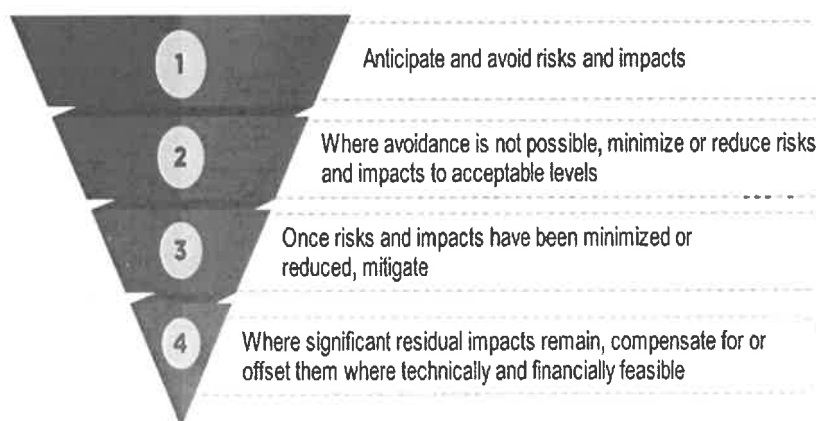 1
Anticipate and avoid risks and impacts
2
Where avoidance is not possible, minimize or reduce risks
and impacts to acceptable levels
3
Once risks and impacts have been minimized or
reduced, mitigate
4
Where significant residual impacts remain, compensate for or
offset them where technically and financially feasible